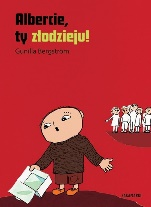 Albercie,
ty złodzieju!
Gunilla Bergström